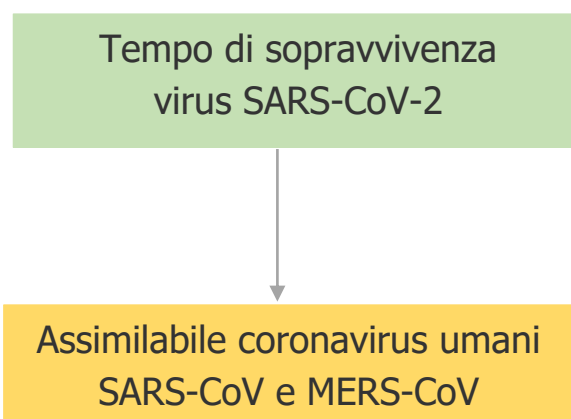 Tempo di sopravvivenza
virus SARS-CoV-2
Assimilabile coronavirus umani
SARS-CoV e MERS-CoV